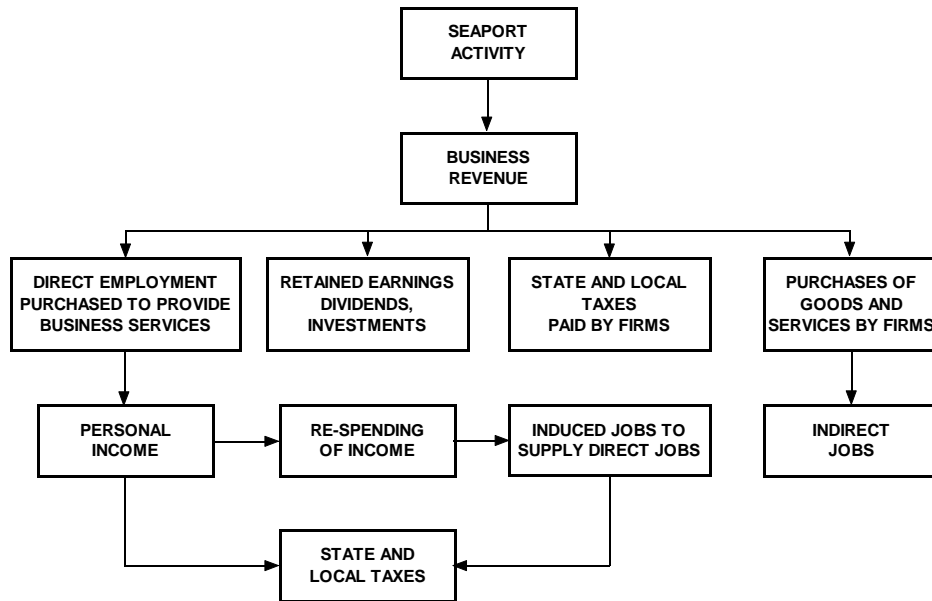 SEAPORT
ACTIVITY
BUSINESS
REVENUE
DIRECT EMPLOYMENT
PURCHASED TO PROVIDE
BUSINESS SERVICES
RETAINED EARNINGS
DIVIDENDS,
INVESTMENTS
STATE AND LOCAL
TAXES
PAID BY FIRMS
PURCHASES OF
GOODS AND
SERVICES BY FIRMS
PERSONAL
INCOME
RE-SPENDING
OF INCOME
INDUCED JOBS TO
SUPPLY DIRECT JOBS
INDIRECT
JOBS
STATE AND
LOCAL TAXES